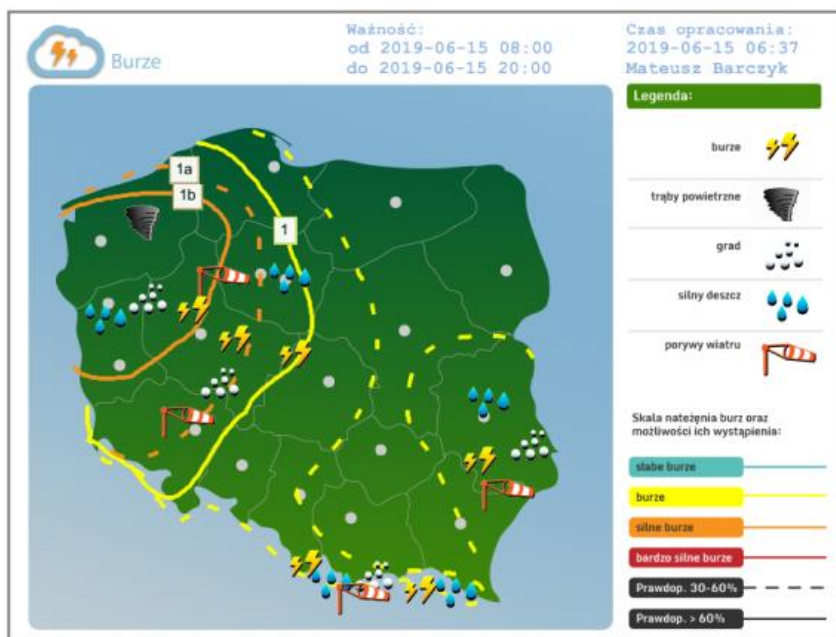 Burze
Ważność:
od 2019-06-15 08:00
do 2019-06-15 20:00
Czas opracowania:
2019-06-15 06:37
Mateusz Barczyk
Legenda:
burze
trąby powietrzne
grad
silny deszcz
porywy wiatru
Skala natężenia burz oraz
możliwości ich wystąpienia:
słabe burze
burze
silne burze
bardzo silne burze
Prawdop. 30-60%
Prawdop. > 60%
1a
1b
1